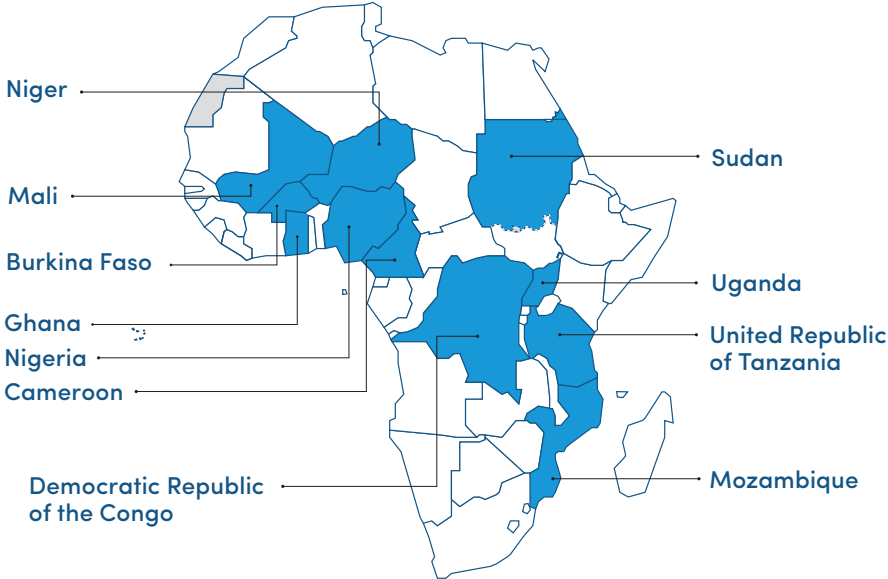 Niger
Mali
Burkina Faso
Ghana
Nigeria
Cameroon
Democratic Republic
of the Congo
Sudan
Uganda
United Republic
of Tanzania
Mozambique